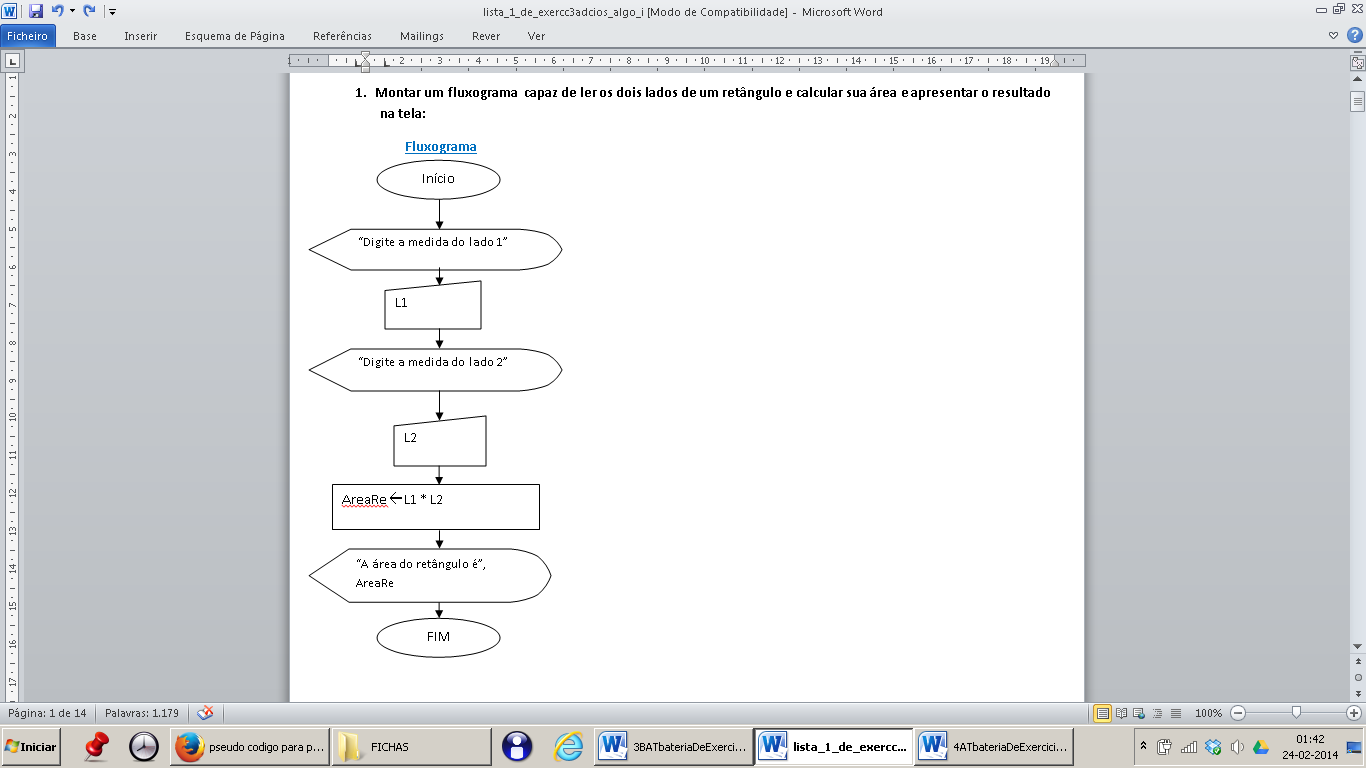 lista_1_de_exercc3adcios_algo_i [Modo de Compatibilidade] - Microsoft Word
Ficheiro Base Inserir Esquema de Página Referências Mailings Rever Ver
1. Montar um fluxograma capaz de ler os dois lados de um retângulo e calcular sua área e apresentar o resultado
na tela:
Fluxograma
Início
“Digite a medida do lado 1”
L1
“Digite a medida do lado 2”
L2
AreaRe ← L1 * L2
“A área do retângulo é”,
AreaRe
FIM
Página: 1 de 14 Palavras: 1.179 100%
Iniciar pseudo codigo para p... FICHAS 3BATbateriaDeExerci... lista_1_de_exercc... 4ATbateriaDeExercici... 01:42
24-02-2014